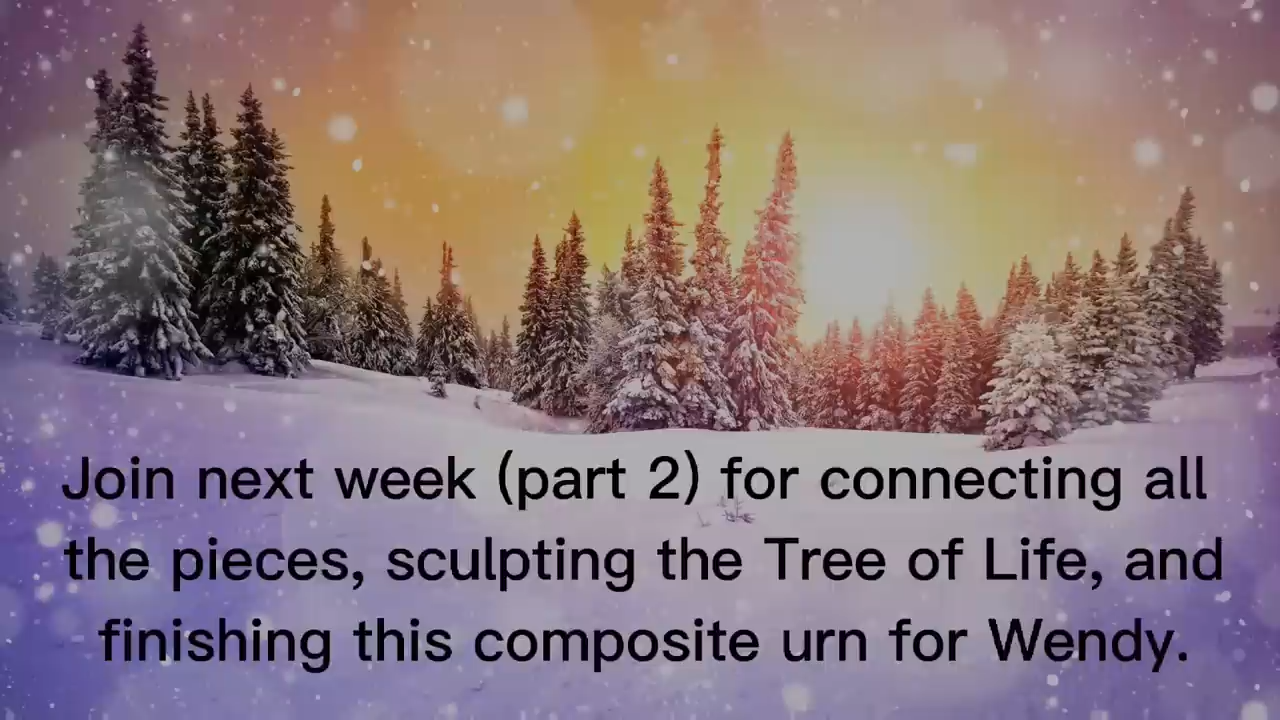 Join next week (part 2) for connecting all
the pieces, sculpting the Tree of Life, and
finishing this composite urn for Wendy.